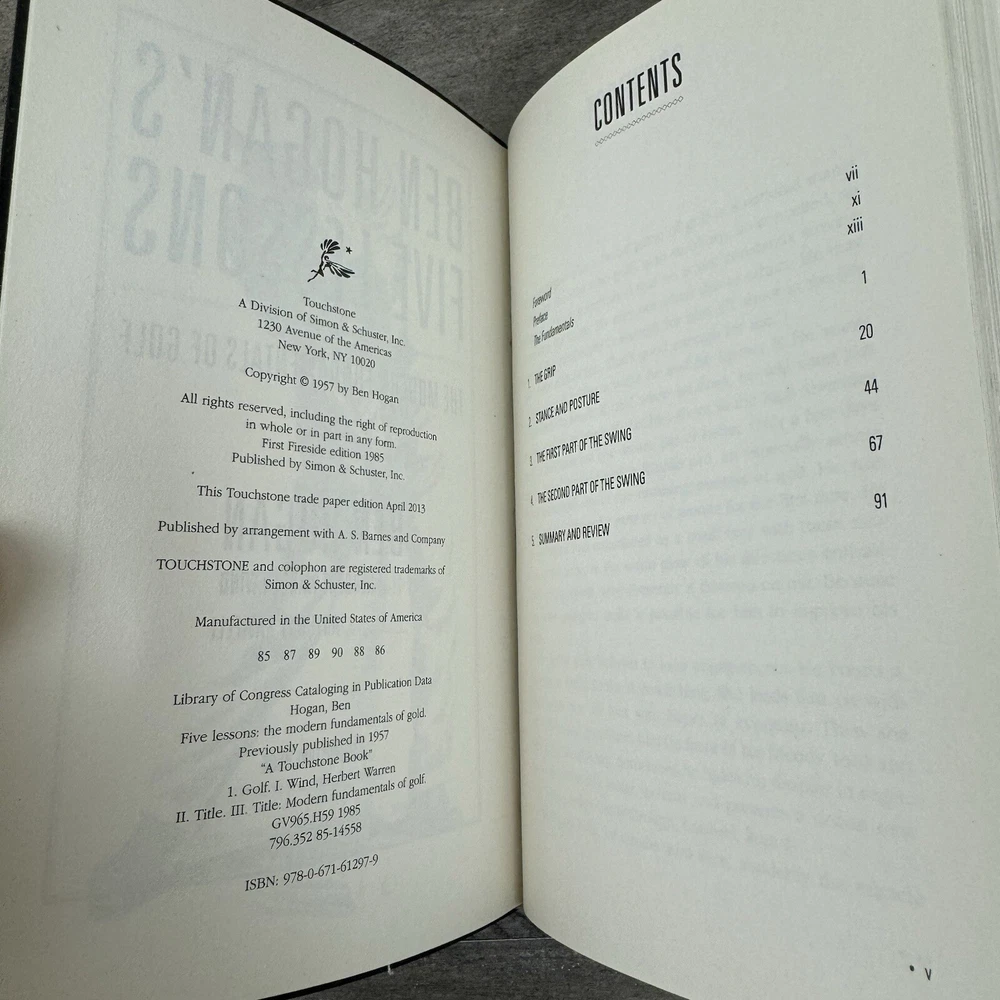 Touchstone
A Division of Simon & Schuster, Inc.
1230 Avenue of the Americas
New York, NY 10020
Copyright © 1957 by Ben Hogan
All rights reserved, including the right of reproduction
in whole or in part in any form.
First Fireside edition 1985
Published by Simon & Schuster, Inc.
This Touchstone trade paper edition April 2013
Published by arrangement with A. S. Barnes and Company
TOUCHSTONE and colophon are registered trademarks of
Simon & Schuster, Inc.
Manufactured in the United States of America
85 87 89 90 88 86
Library of Congress Cataloging in Publication Data
Hogan, Ben
Five lessons: the modern fundamentals of gold.
Previously published in 1957
“A Touchstone Book”
1. Golf. I. Wind, Herbert Warren
II. Title. III. Title: Modern fundamentals of golf.
GV965.H59 1985
796.352 85-14558
ISBN: 978-0-671-61297-9
CONTENTS
Foreword vii
Preface xi
The Fundamentals xiii
1. THE GRIP 1
2. STANCE AND POSTURE 20
3. THE FIRST PART OF THE SWING 44
4. THE SECOND PART OF THE SWING 67
5. SUMMARY AND REVIEW 91
• v